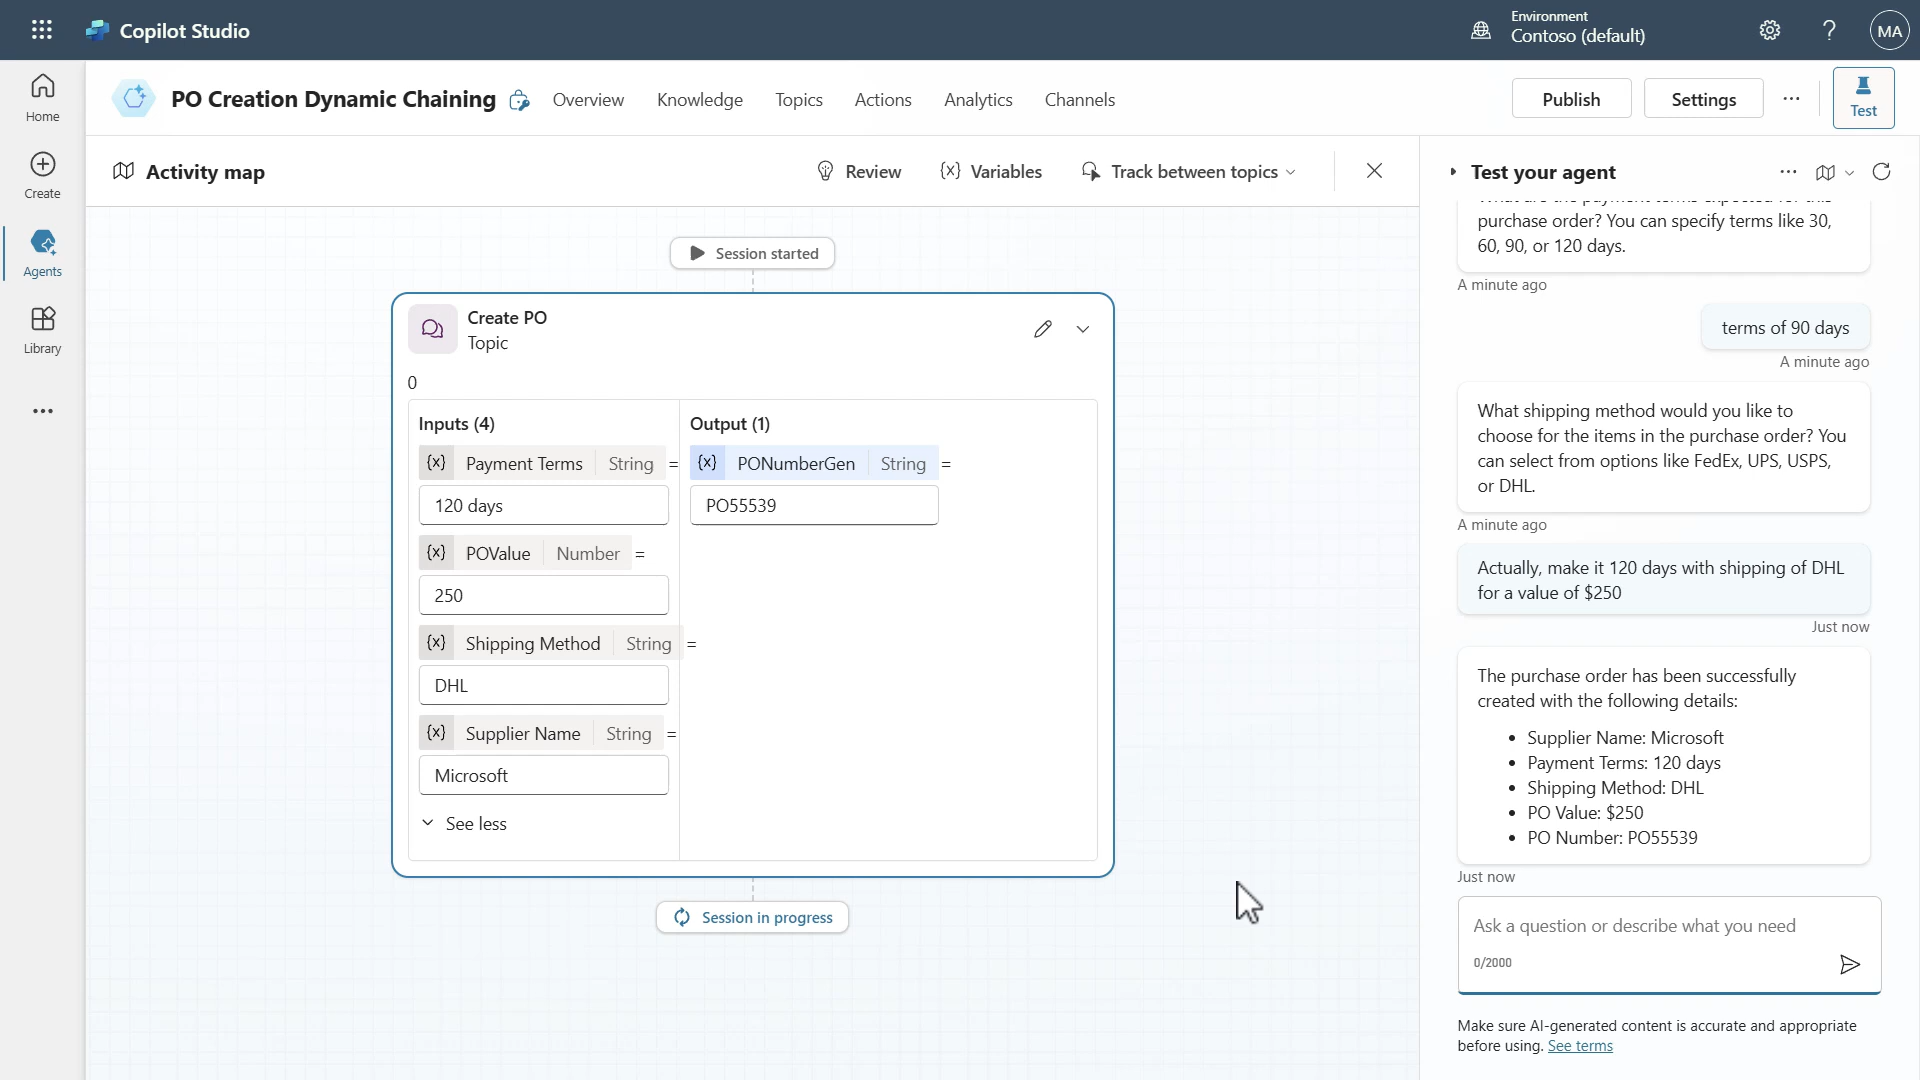 Copilot Studio
Environment
Contoso (default)
MA
Home
Create
Agents
Library
PO Creation Dynamic Chaining
Overview
Knowledge
Topics
Actions
Analytics
Channels
Publish
Settings
Test
Activity map
Review
{x} Variables
Track between topics
Session started
Create PO
Topic
0
Inputs (4)
{x} Payment Terms String =
120 days
{x} POValue Number =
250
{x} Shipping Method String =
DHL
{x} Supplier Name String =
Microsoft
See less
Output (1)
{x} PONumberGen String =
PO55539
Session in progress
Test your agent
What are the payment terms expected for this
purchase order? You can specify terms like 30,
60, 90, or 120 days.
A minute ago
terms of 90 days
A minute ago
What shipping method would you like to
choose for the items in the purchase order? You
can select from options like FedEx, UPS, USPS,
or DHL.
A minute ago
Actually, make it 120 days with shipping of DHL
for a value of $250
Just now
The purchase order has been successfully
created with the following details:
• Supplier Name: Microsoft
• Payment Terms: 120 days
• Shipping Method: DHL
• PO Value: $250
• PO Number: PO55539
Just now
Ask a question or describe what you need
0/2000
Make sure AI-generated content is accurate and appropriate
before using. See terms